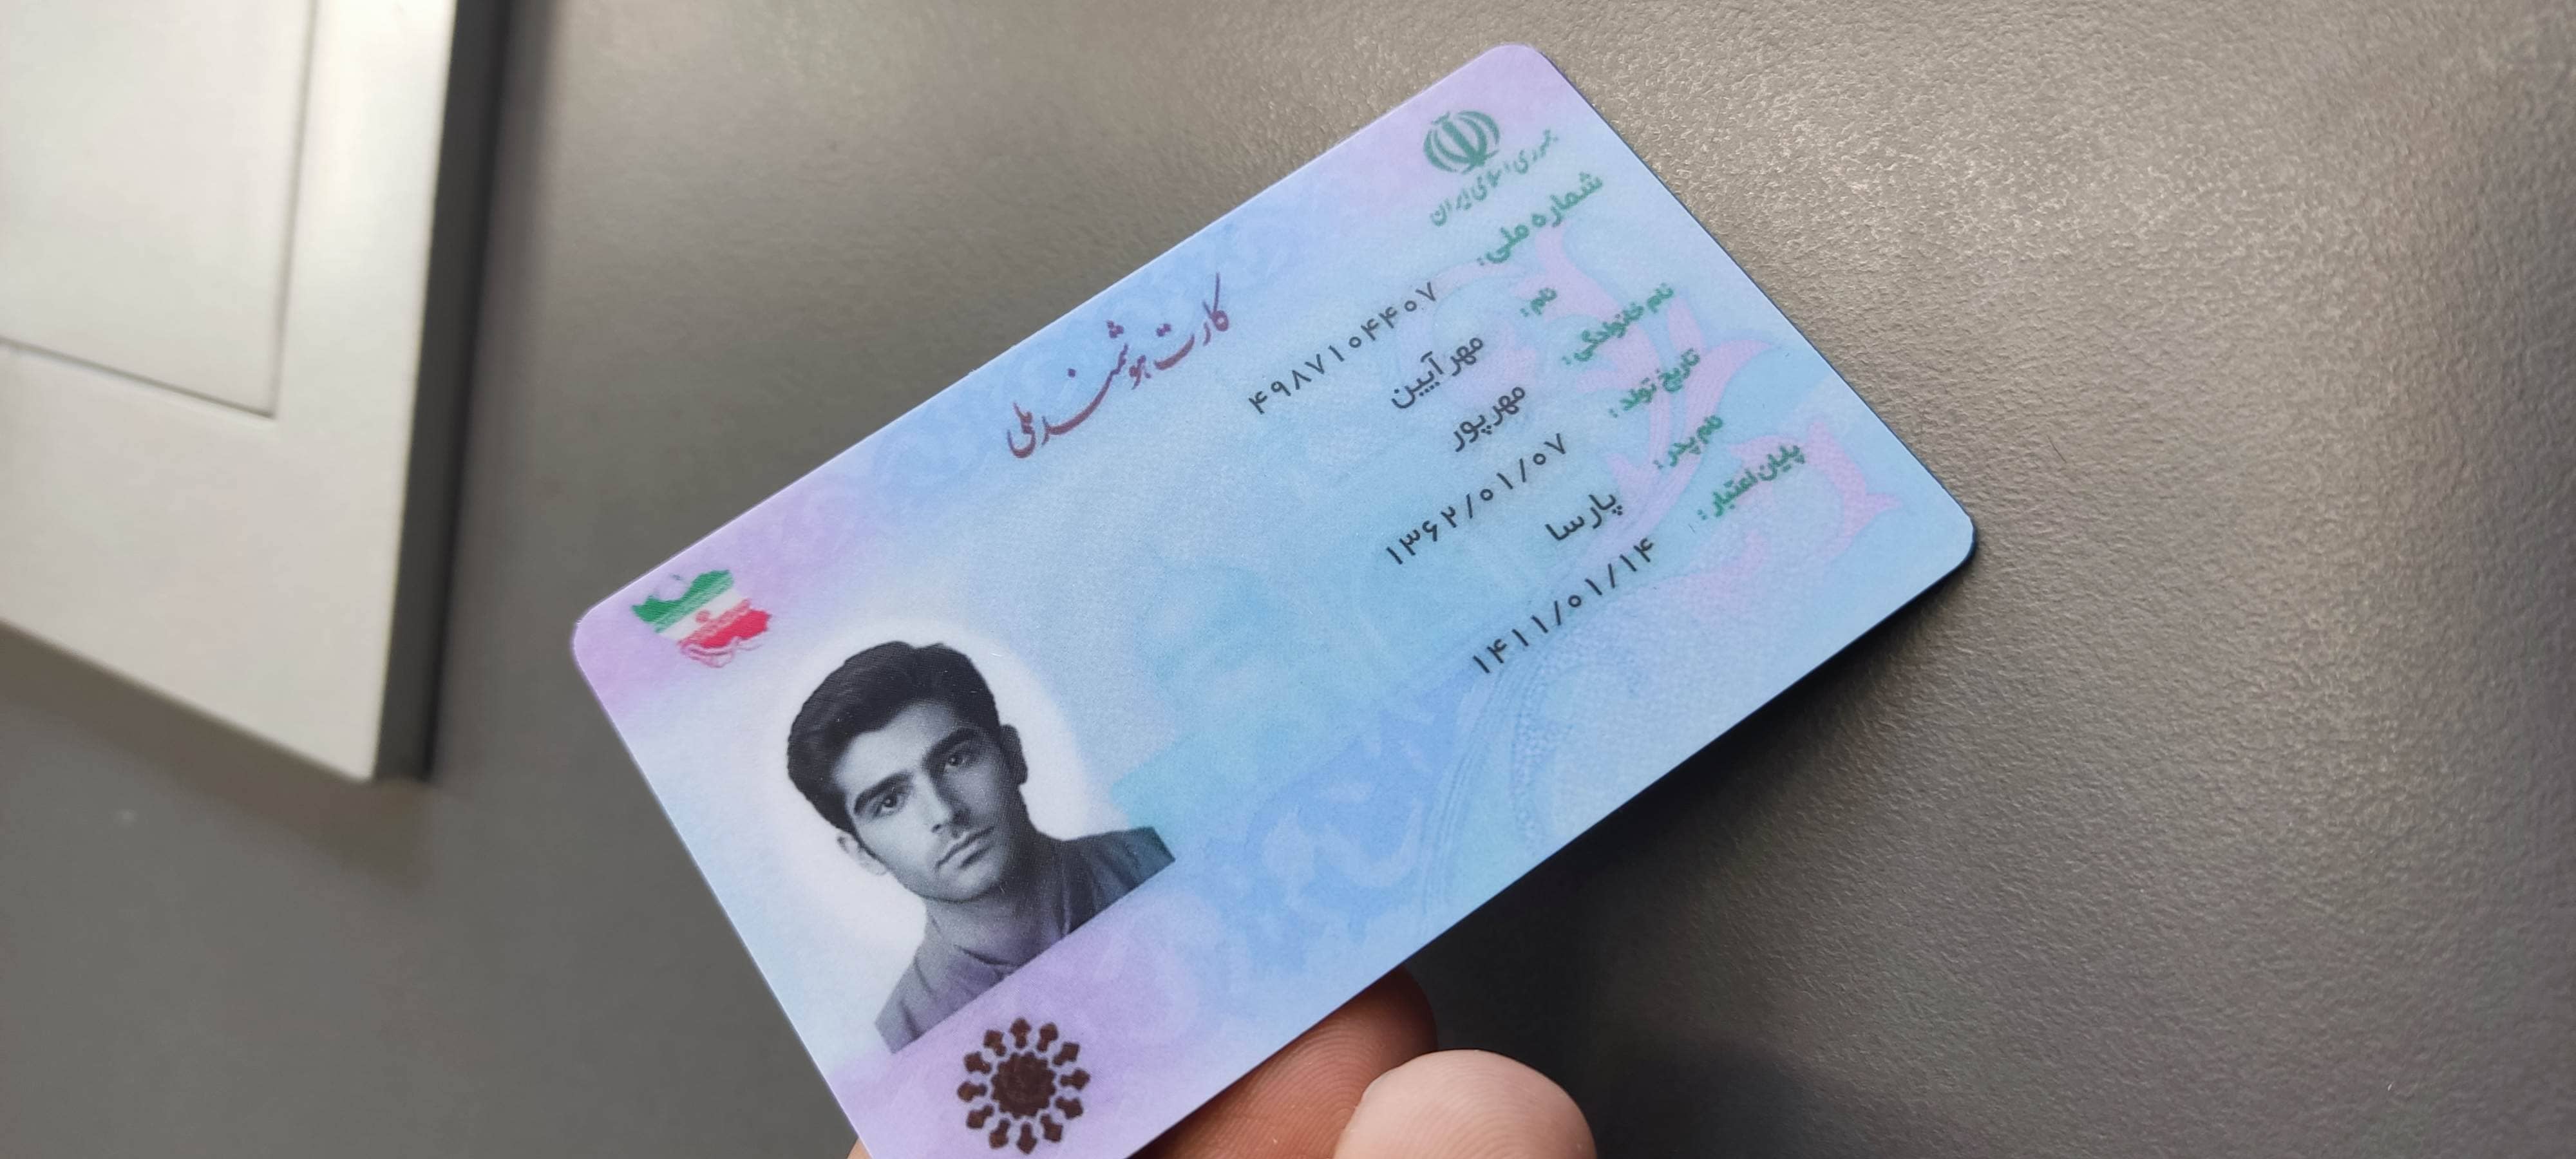 جمهوری اسلامی ایران
کارت هوشمند ملی
شماره ملی: ۴۹۸۷۱۰۴۴۰۷
نام: مهرآیین
نام خانوادگی: مهرپور
تاریخ تولد: ۱۳۶۲/۰۱/۰۷
نام پدر: پارسا
پایان اعتبار: ۱۴۱۱/۰۱/۱۴